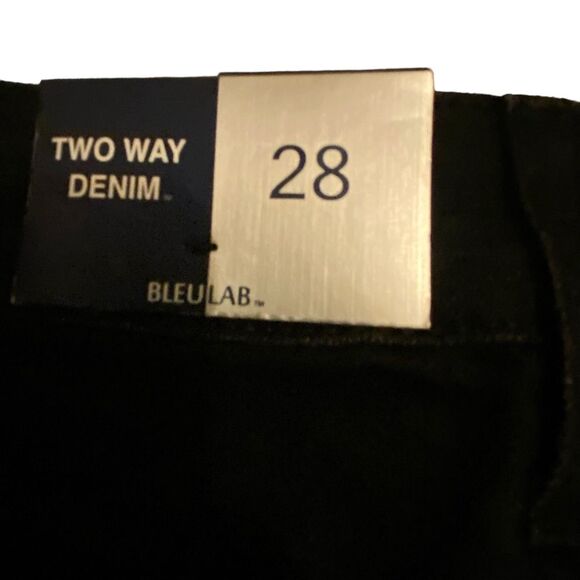 TWO WAY
DENIM™
28
BLEULAB™